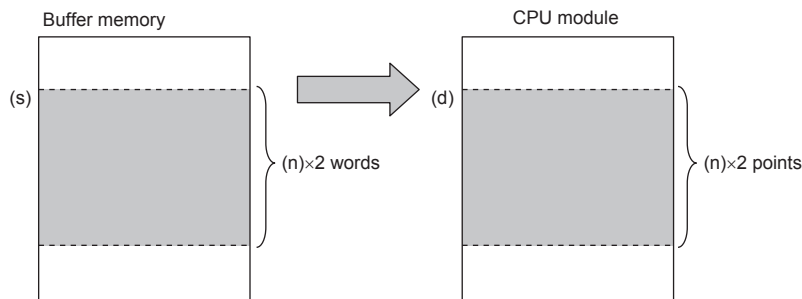 Buffer memory
CPU module
(s)
(d)
(n)×2 words
(n)×2 points